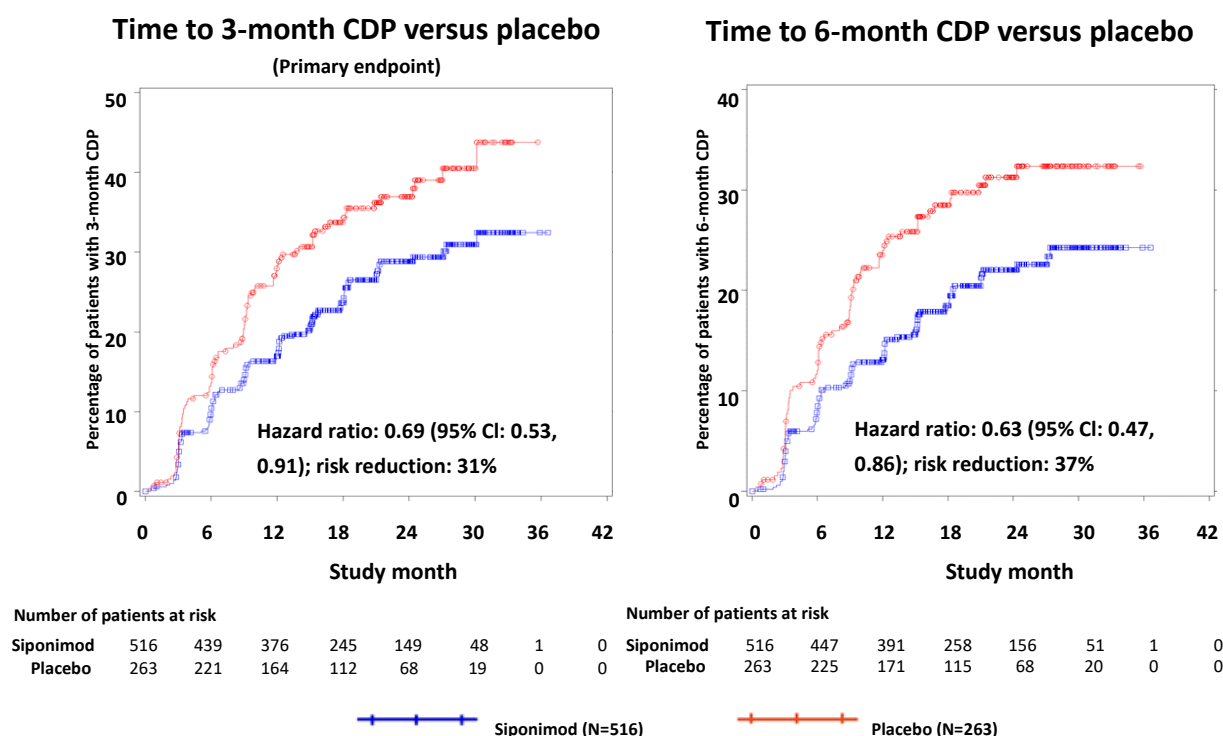 Time to 3-month CDP versus placebo
(Primary endpoint)
Percentage of patients with 3-month CDP
50
40
30
20
10
0
Hazard ratio: 0.69 (95% CI: 0.53,
0.91); risk reduction: 31%
0 6 12 18 24 30 36 42
Study month
Number of patients at risk
Siponimod 516 439 376 245 149 48 1 0
Placebo 263 221 164 112 68 19 0 0
Time to 6-month CDP versus placebo
Percentage of patients with 6-month CDP
40
30
20
10
0
Hazard ratio: 0.63 (95% CI: 0.47,
0.86); risk reduction: 37%
0 6 12 18 24 30 36 42
Study month
Number of patients at risk
Siponimod 516 447 391 258 156 51 1 0
Placebo 263 225 171 115 68 20 0 0
Siponimod (N=516)
Placebo (N=263)